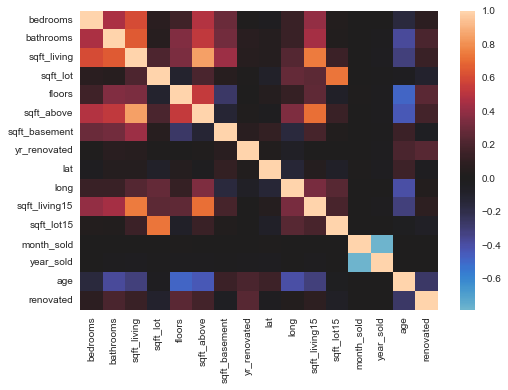 bedrooms
bathrooms
sqft_living
sqft_lot
floors
sqft_above
sqft_basement
yr_renovated
lat
long
sqft_living15
sqft_lot15
month_sold
year_sold
age
renovated
bedrooms
bathrooms
sqft_living
sqft_lot
floors
sqft_above
sqft_basement
yr_renovated
lat
long
sqft_living15
sqft_lot15
month_sold
year_sold
age
renovated
1.0
0.8
0.6
0.4
0.2
0.0
−0.2
−0.4
−0.6